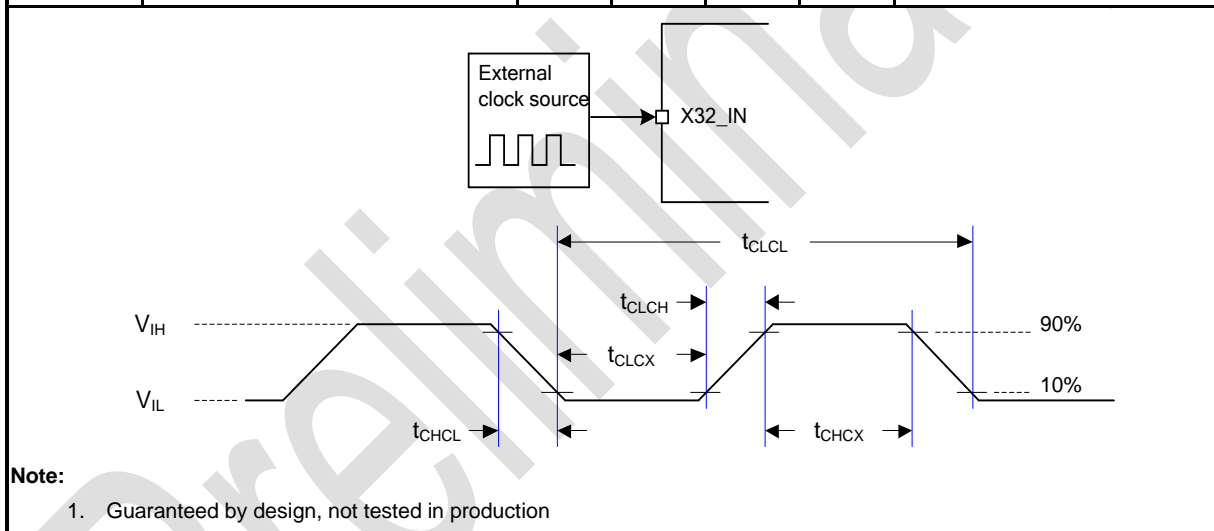 External
clock source
X32_IN
tCLCL
tCLCH
VIH
90%
tCLCX
VIL
10%
tCHCL
tCHCX
Note:
1. Guaranteed by design, not tested in production